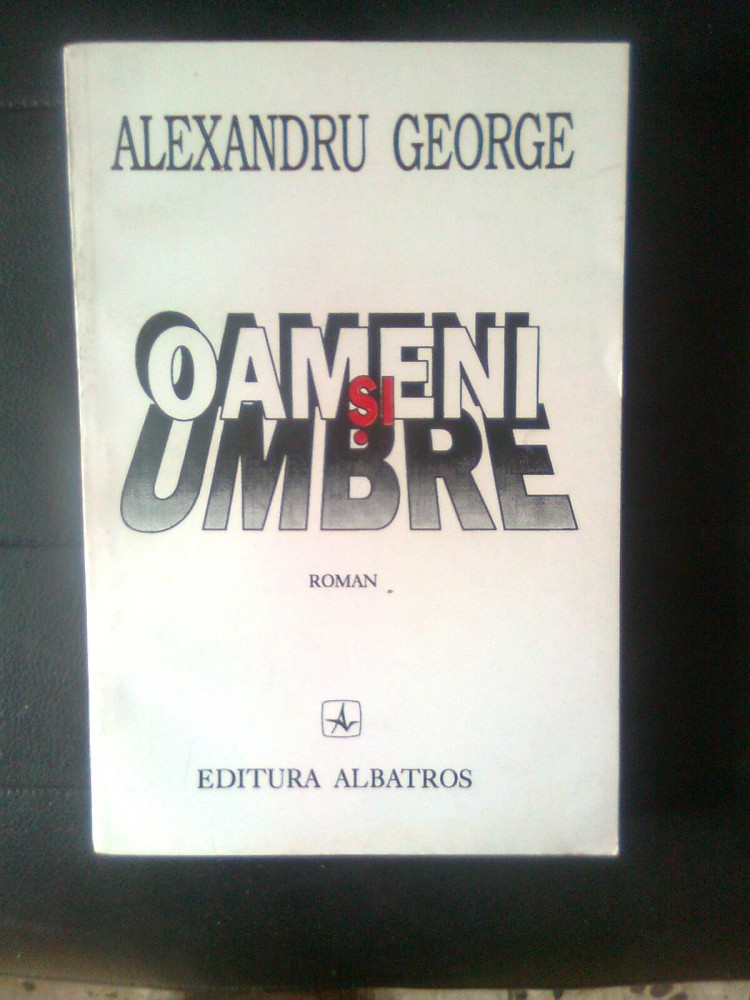 ALEXANDRU GEORGE
OAMENI
ȘI
UMBRE
ROMAN
EDITURA ALBATROS